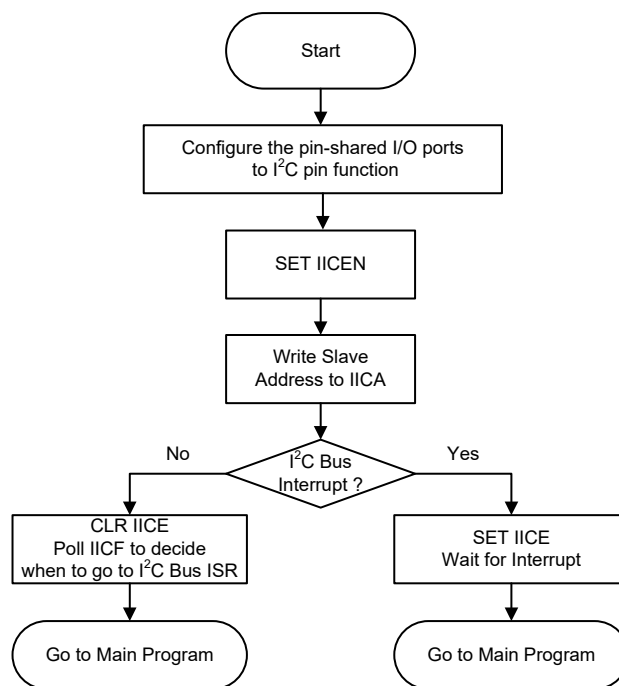 Start
Configure the pin-shared I/O ports
to I²C pin function
SET IICEN
Write Slave
Address to IICA
No
I²C Bus
Interrupt ?
Yes
CLR IICE
Poll IICF to decide
when to go to I²C Bus ISR
SET IICE
Wait for Interrupt
Go to Main Program
Go to Main Program